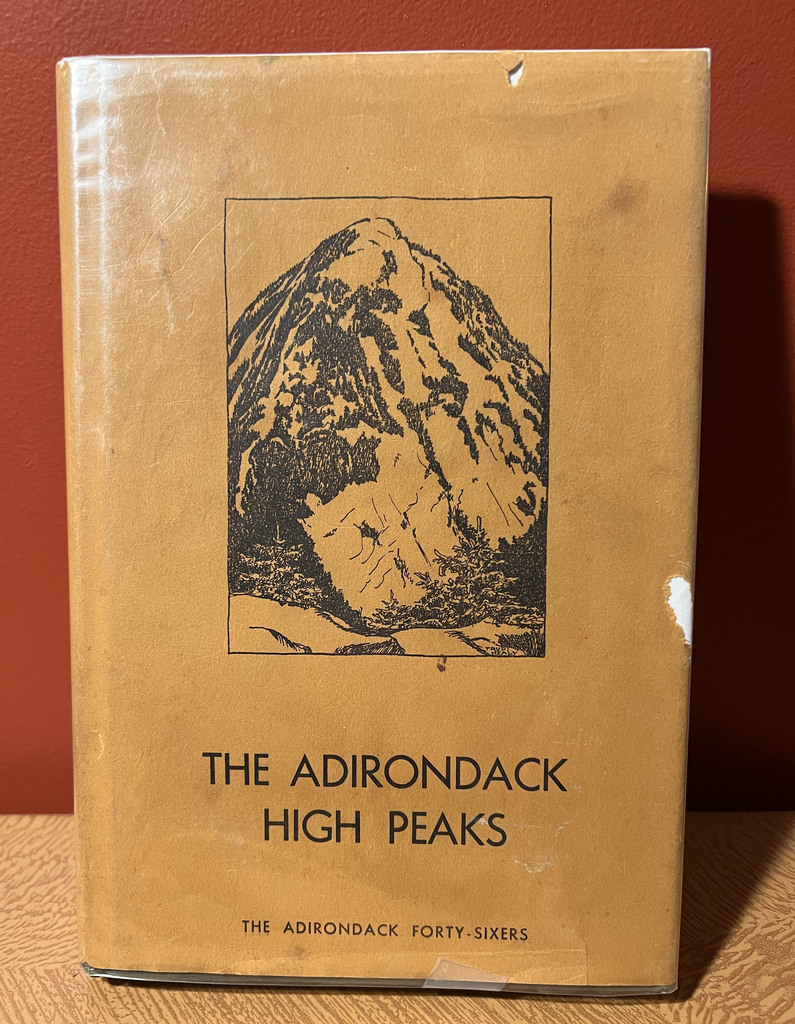 THE ADIRONDACK
HIGH PEAKS
THE ADIRONDACK FORTY-SIXERS